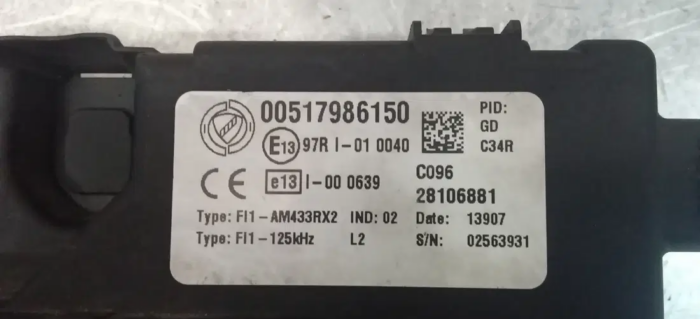 00517986150
PID:
GD
C34R
E13 97R I-01 0040
CE e13 I-00 0639
C096
28106881
Type: FI1-AM433RX2 IND: 02 Date: 13907
Type: FI1-125kHz L2 S/N: 02563931